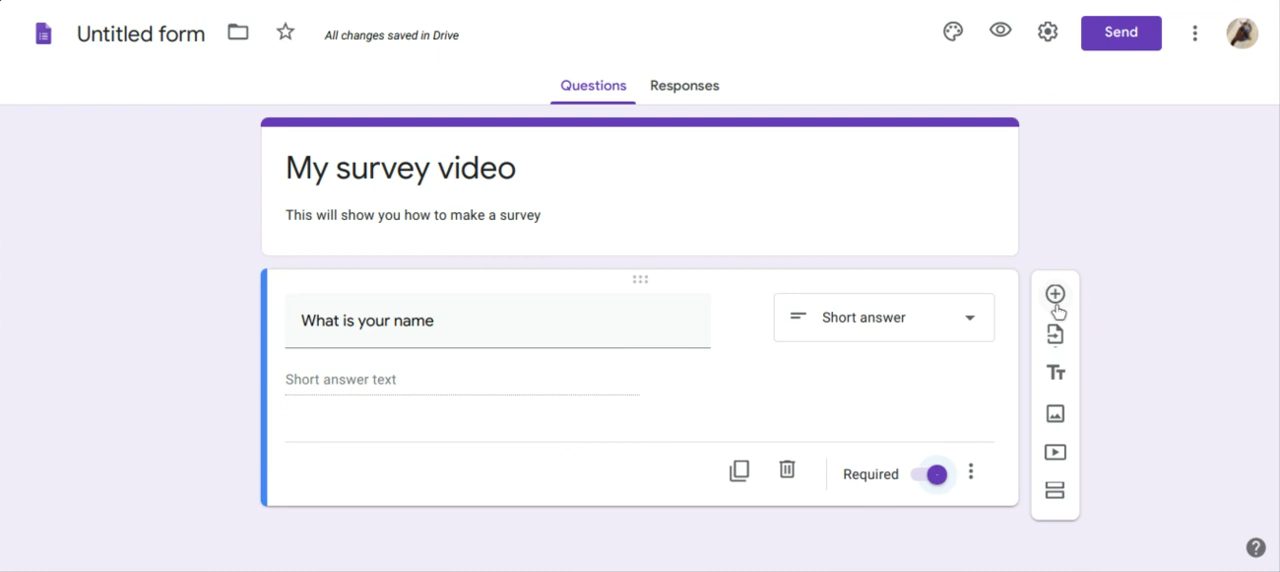 Untitled form
All changes saved in Drive
Send
Questions
Responses
My survey video
This will show you how to make a survey
What is your name
Short answer
Short answer text
Required